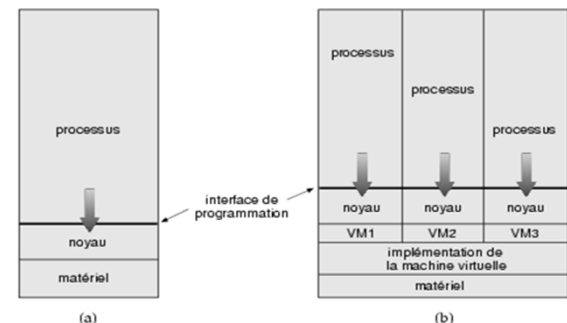 processus
noyau
matériel
(a)
interface de
programmation
processus
processus
processus
noyau
noyau
noyau
VM1
VM2
VM3
implémentation de
la machine virtuelle
matériel
(b)